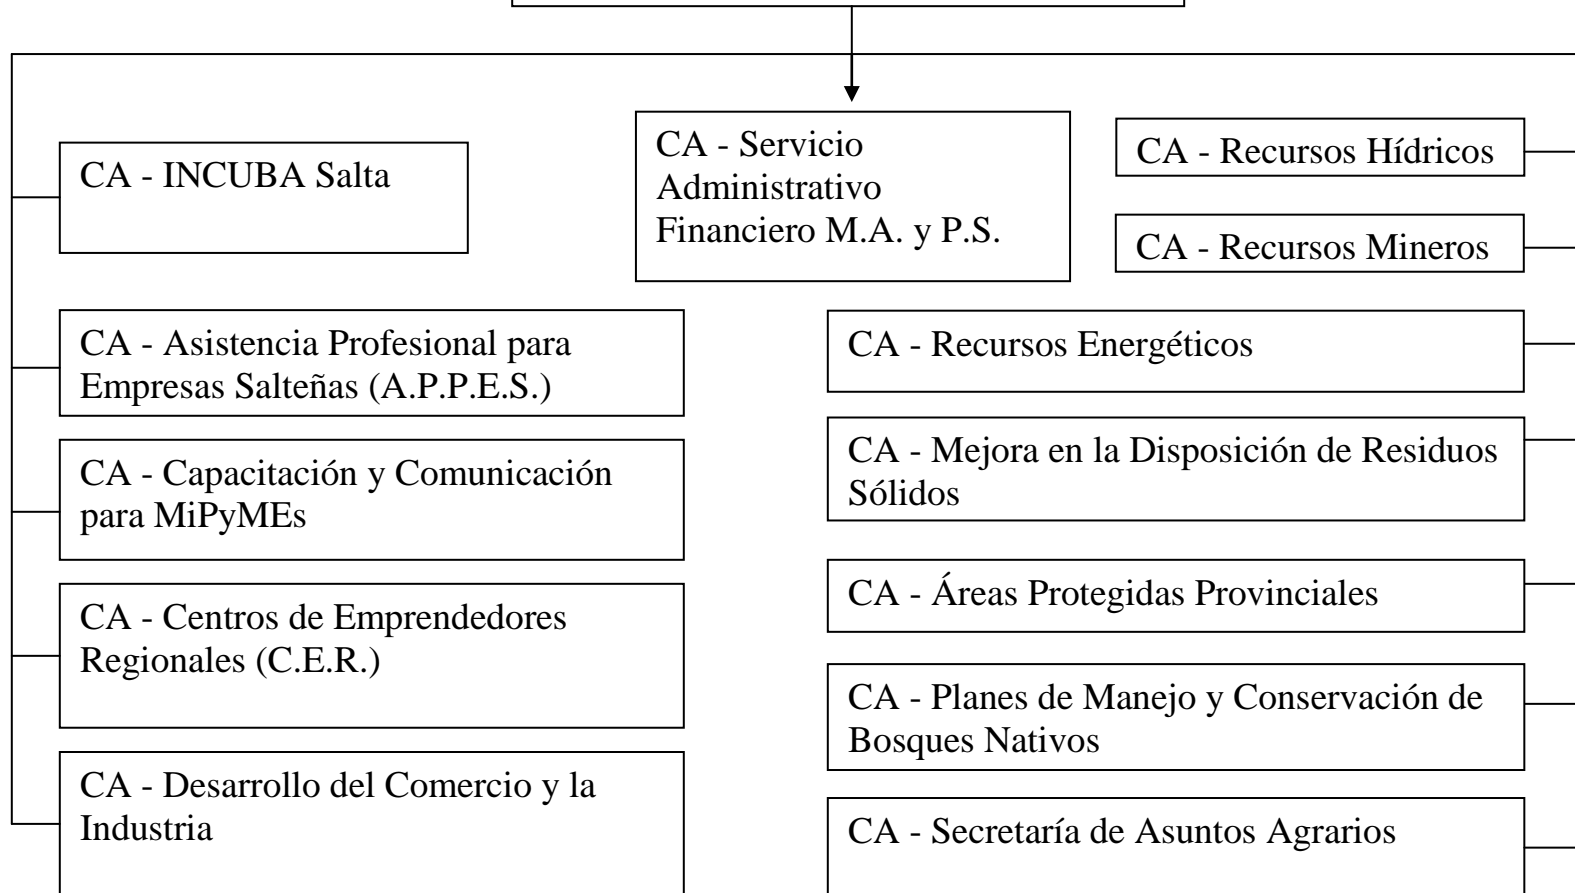 CA - INCUBA Salta
CA - Servicio
Administrativo
Financiero M.A. y P.S.
CA - Recursos Hídricos
CA - Recursos Mineros
CA - Asistencia Profesional para
Empresas Salteñas (A.P.P.E.S.)
CA - Capacitación y Comunicación
para MiPyMEs
CA - Centros de Emprendedores
Regionales (C.E.R.)
CA - Desarrollo del Comercio y la
Industria
CA - Recursos Energéticos
CA - Mejora en la Disposición de Residuos
Sólidos
CA - Áreas Protegidas Provinciales
CA - Planes de Manejo y Conservación de
Bosques Nativos
CA - Secretaría de Asuntos Agrarios